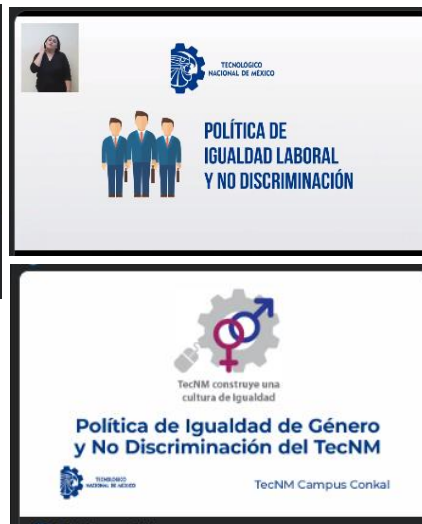 TECNOLÓGICO
NACIONAL DE MÉXICO
POLÍTICA DE
IGUALDAD LABORAL
Y NO DISCRIMINACIÓN
TecNM construye una
cultura de igualdad
Política de Igualdad de Género
y No Discriminación del TecNM
TECNOLÓGICO
NACIONAL DE MÉXICO
TecNM Campus Conkal